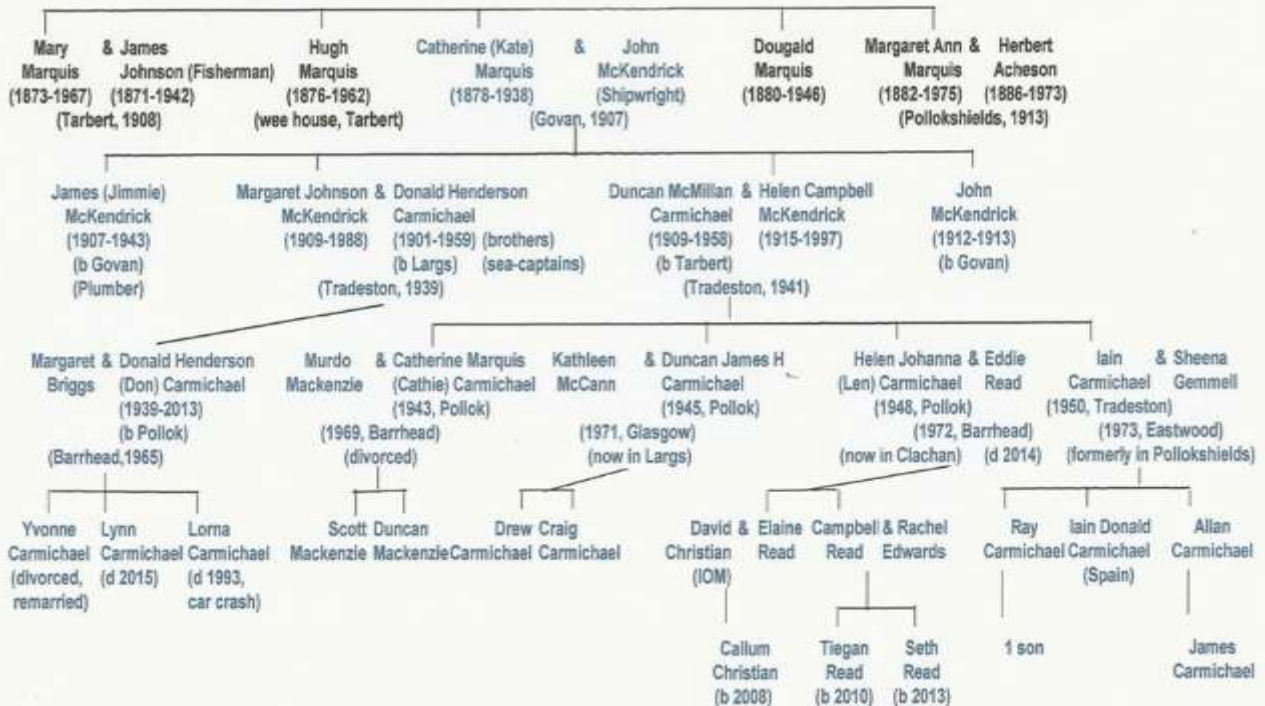 Mary & James
Marquis Johnson (Fisherman)
(1873-1967) (1871-1942)
(Tarbert, 1908)
Hugh
Marquis
(1876-1962)
(wee house, Tarbert)
Catherine (Kate) & John
Marquis McKendrick
(1878-1938) (Shipwright)
(Govan, 1907)
Dougald
Marquis
(1880-1946)
Margaret Ann & Herbert
Marquis Acheson
(1882-1975) (1886-1973)
(Pollokshields, 1913)
James (Jimmie)
McKendrick
(1907-1943)
(b Govan)
(Plumber)
Margaret Johnson & Donald Henderson
McKendrick Carmichael
(1909-1988) (1901-1959) (brothers)
(b Largs) (sea-captains)
(Tradeston, 1939)
Duncan McMillan & Helen Campbell
Carmichael McKendrick
(1909-1958) (1915-1997)
(b Tarbert)
(Tradeston, 1941)
John
McKendrick
(1912-1913)
(b Govan)
Margaret & Donald Henderson
Briggs (Don) Carmichael
(1939-2013)
(b Pollok)
(Barrhead,1965)
Murdo & Catherine Marquis
Mackenzie (Cathie) Carmichael
(1943, Pollok)
(1969, Barrhead)
(divorced)
Kathleen & Duncan James H
McCann Carmichael
(1945, Pollok)
(1971, Glasgow)
(now in Largs)
Helen Johanna & Eddie
(Len) Carmichael Read
(1948, Pollok)
(1972, Barrhead)
(now in Clachan) (d 2014)
Iain & Sheena
Carmichael Gemmell
(1950, Tradeston)
(1973, Eastwood)
(formerly in Pollokshields)
Yvonne
Carmichael
(divorced,
remarried)
Lynn
Carmichael
(d 2015)
Lorna
Carmichael
(d 1993,
car crash)
Scott
Mackenzie
Duncan
Mackenzie
Drew
Carmichael
Craig
Carmichael
David & Elaine
Christian Read
(IOM)
Campbell & Rachel
Read Edwards
Ray
Carmichael
Iain Donald
Carmichael
(Spain)
Allan
Carmichael
Callum
Christian
(b 2008)
Tiegan
Read
(b 2010)
Seth
Read
(b 2013)
1 son
James
Carmichael